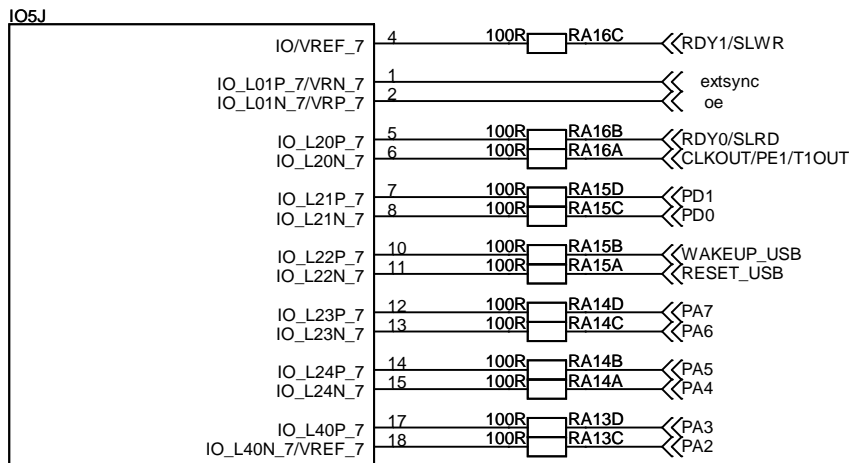 IO5J
IO/VREF_7 4 100R RA16C RDY1/SLWR
IO_L01P_7/VRN_7 1 extsync
IO_L01N_7/VRP_7 2 oe
IO_L20P_7 5 100R RA16B RDY0/SLRD
IO_L20N_7 6 100R RA16A CLKOUT/PE1/T1OUT
IO_L21P_7 7 100R RA15D PD1
IO_L21N_7 8 100R RA15C PD0
IO_L22P_7 10 100R RA15B WAKEUP_USB
IO_L22N_7 11 100R RA15A RESET_USB
IO_L23P_7 12 100R RA14D PA7
IO_L23N_7 13 100R RA14C PA6
IO_L24P_7 14 100R RA14B PA5
IO_L24N_7 15 100R RA14A PA4
IO_L40P_7 17 100R RA13D PA3
IO_L40N_7/VREF_7 18 100R RA13C PA2